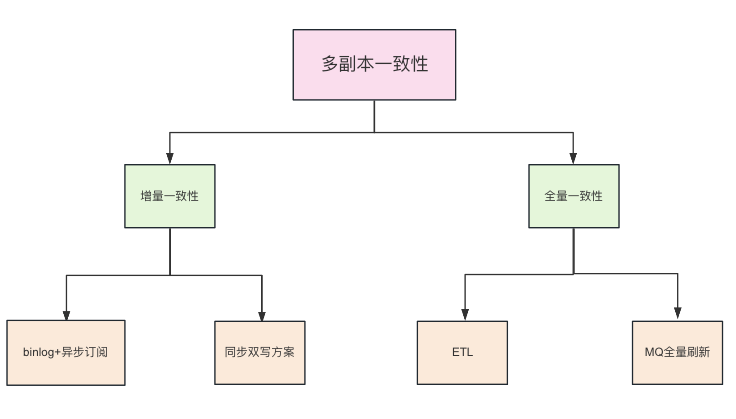 多副本一致性
增量一致性
全量一致性
binlog+异步订阅
同步双写方案
ETL
MQ全量刷新